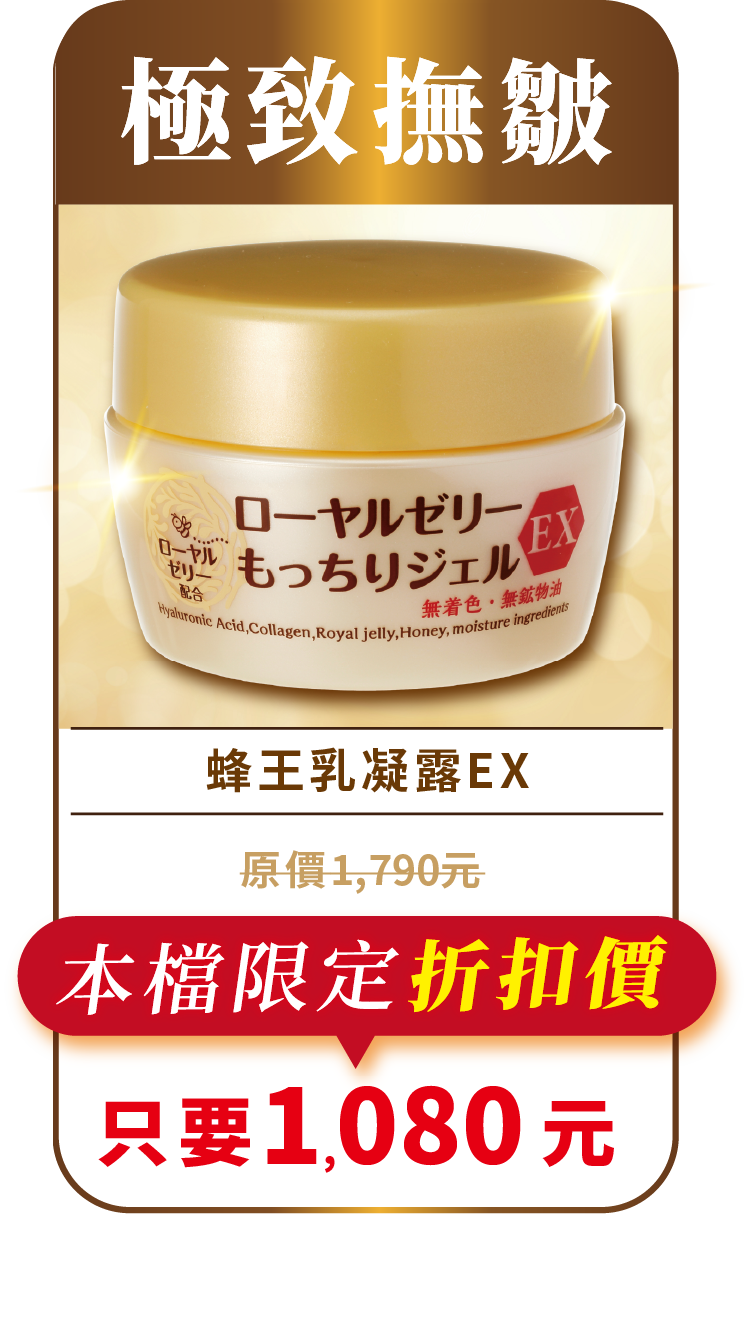 極致撫皺
ローヤルゼリー
もっちりジェル
EX
ローヤル
ゼリー
配合
無着色・無鉱物油
Hyaluronic Acid,Collagen,Royal jelly,Honey, moisture ingredients
蜂王乳凝露EX
原價1,790元
本檔限定折扣價
只要1,080元